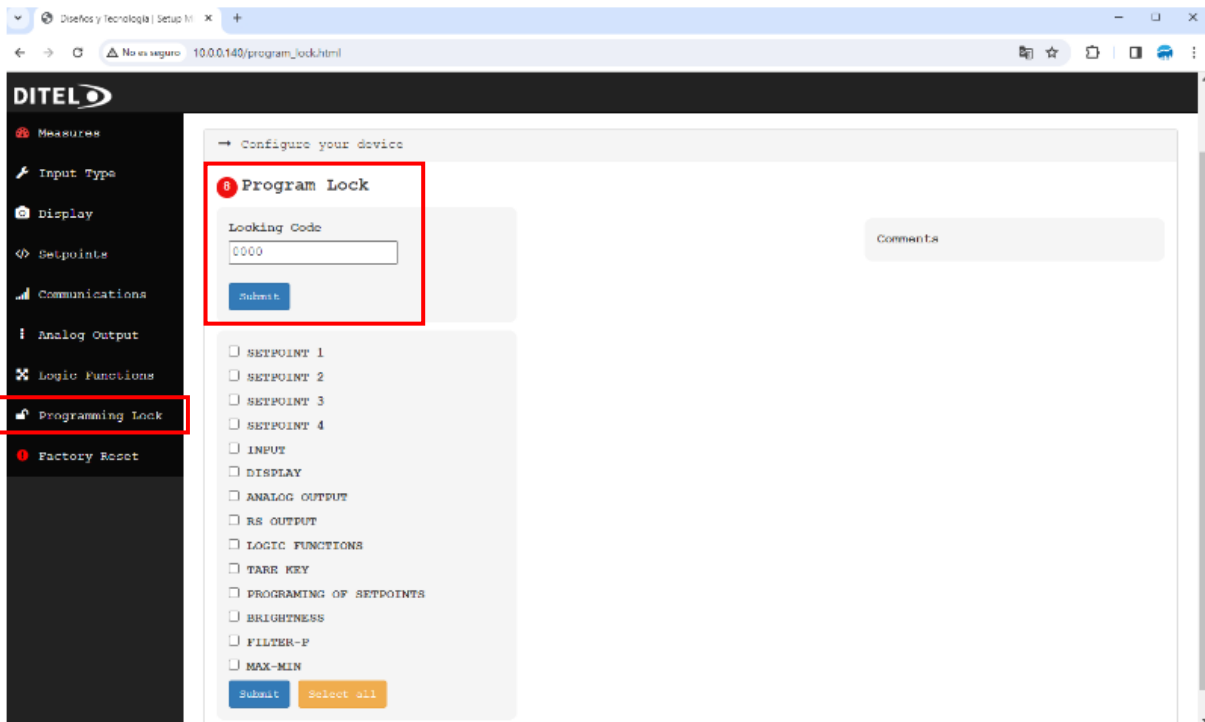 Diseños y Tecnología | Setup M
No es seguro 10.0.0.140/program_lock.html
DITEL
Measures
Input Type
Display
Setpoints
Communications
Analog Output
Logic Functions
Programming Lock
Factory Reset
→ Configure your device
8 Program Lock
Looking Code
0000
Submit
Comments
SETPOINT 1
SETPOINT 2
SETPOINT 3
SETPOINT 4
INPUT
DISPLAY
ANALOG OUTPUT
RS OUTPUT
LOGIC FUNCTIONS
TARE KEY
PROGRAMING OF SETPOINTS
BRIGHTNESS
FILTER-P
MAX-MIN
Submit Select all